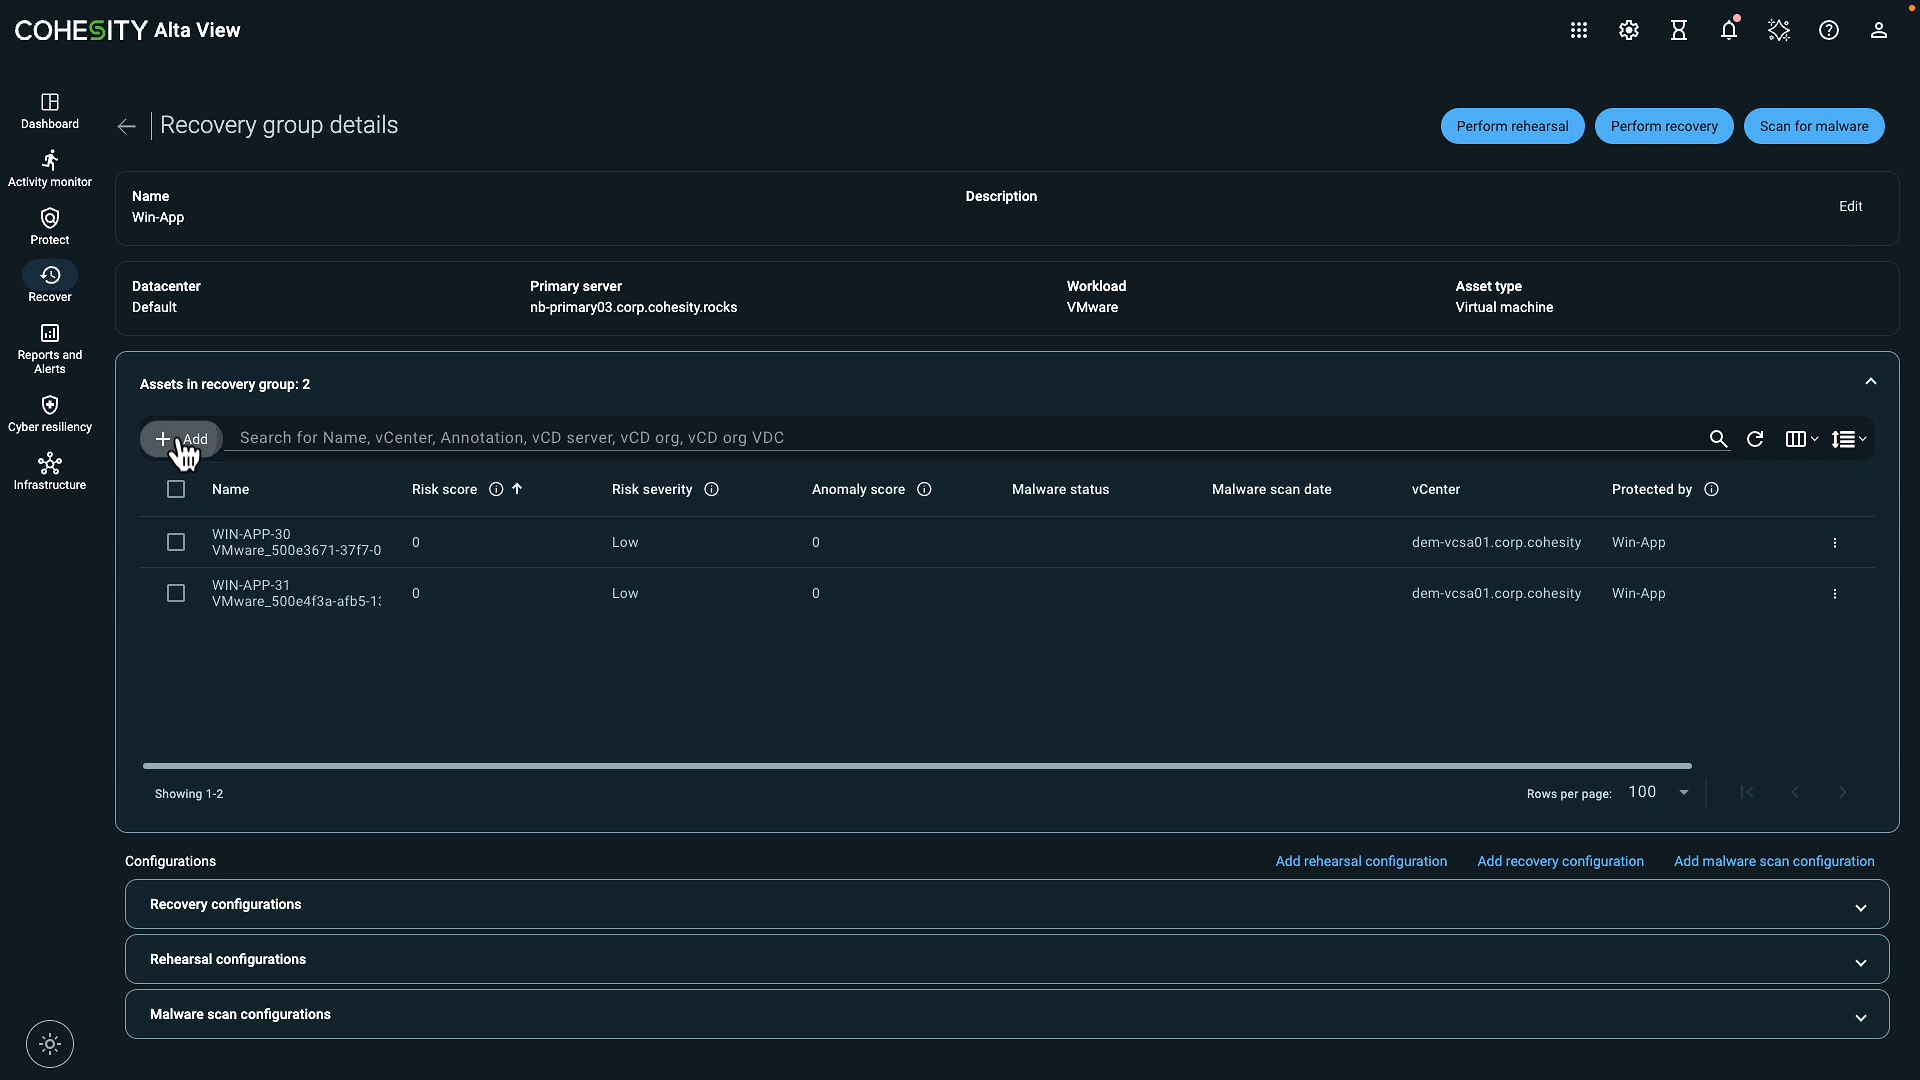 COHESITY Alta View
Dashboard
Activity monitor
Protect
Recover
Reports and
Alerts
Cyber resiliency
Infrastructure
Recovery group details
Perform rehearsal
Perform recovery
Scan for malware
Name
Win-App
Description
Edit
Datacenter
Default
Primary server
nb-primary03.corp.cohesity.rocks
Workload
VMware
Asset type
Virtual machine
Assets in recovery group: 2
Add
Search for Name, vCenter, Annotation, vCD server, vCD org, vCD org VDC
Name Risk score Risk severity Anomaly score Malware status Malware scan date vCenter Protected by
WIN-APP-30
VMware_500e3671-37f7-0
0 Low 0 dem-vcsa01.corp.cohesity Win-App
WIN-APP-31
VMware_500e4f3a-afb5-1
0 Low 0 dem-vcsa01.corp.cohesity Win-App
Showing 1-2
Rows per page: 100
Configurations
Add rehearsal configuration
Add recovery configuration
Add malware scan configuration
Recovery configurations
Rehearsal configurations
Malware scan configurations